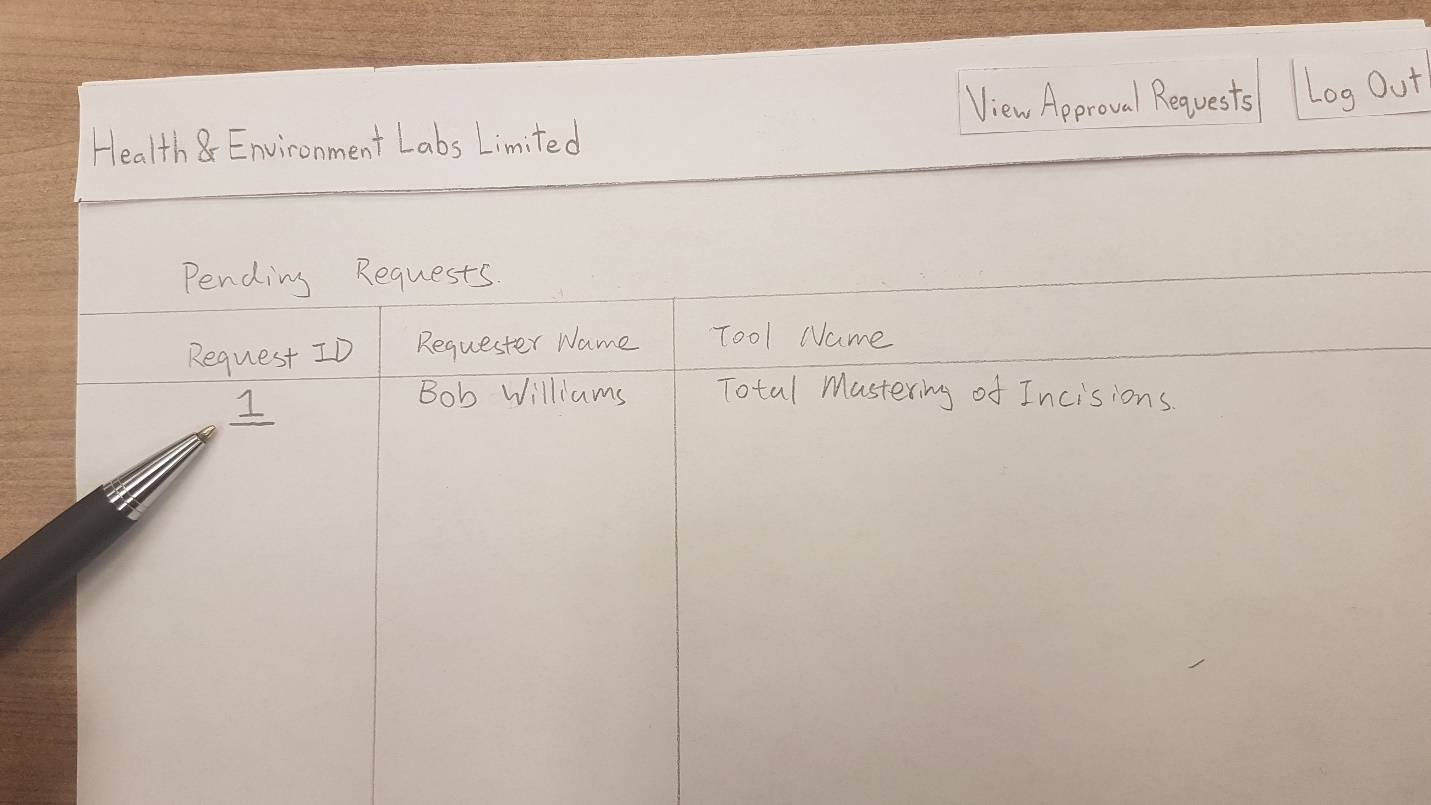 Health & Environment Labs Limited
View Approval Requests
Log Out
Pending Requests.
Request ID Requester Name Tool Name
1 Bob Williams Total Mastering of Incisions.